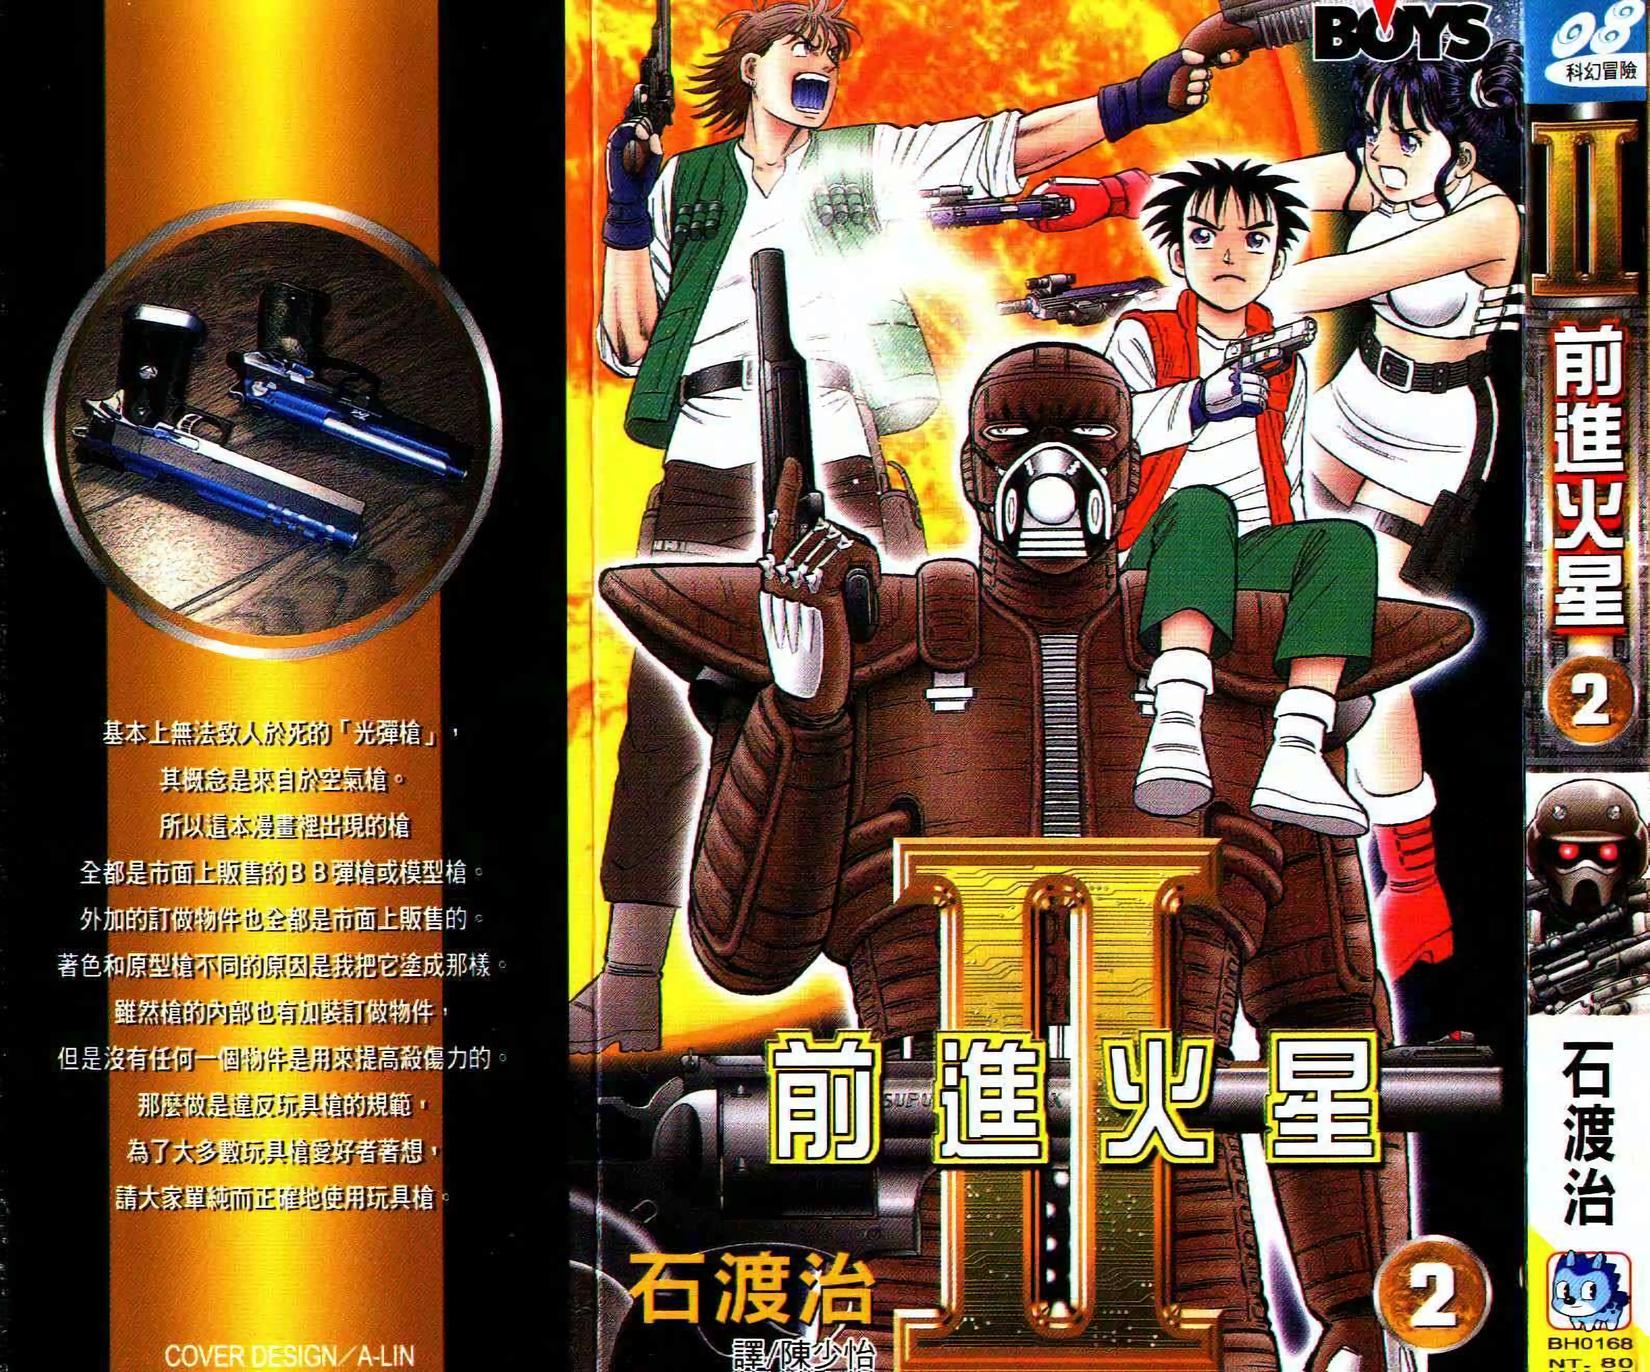 基本上無法致人於死的「光彈槍」，
其概念是來自於空氣槍。
所以這本漫畫裡出現的槍
全都是市面上販售的ＢＢ彈槍或模型槍。
外加的訂做物件也全都是市面上販售的。
著色和原型槍不同的原因是我把它塗成那樣。
雖然槍的內部也有加裝訂做物件，
但是沒有任何一個物件是用來提高殺傷力的。
那麼做是違反玩具槍的規範，
為了大多數玩具槍愛好者著想，
請大家單純而正確地使用玩具槍。
COVER DESIGN／A-LIN
BOYS
II
前進火星
石渡治
譯/陳少怡
2
08
科幻冒險
II
前進火星
2
石渡治
BH0168
NT. 80